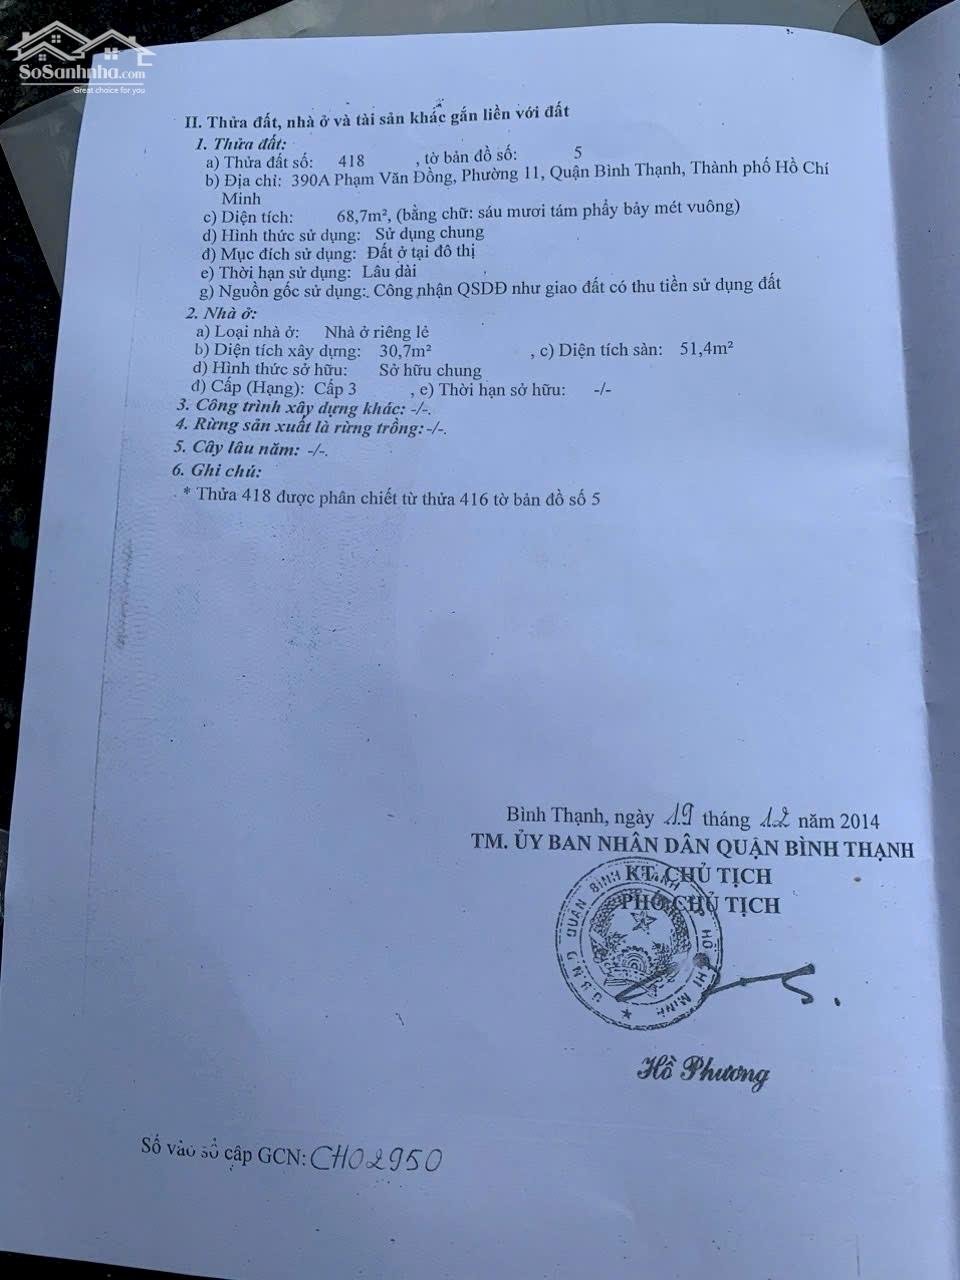 SoSanhnha.com
Great choice for you
II. Thửa đất, nhà ở và tài sản khác gắn liền với đất
1. Thửa đất:
a) Thửa đất số: 418 , tờ bản đồ số: 5
b) Địa chỉ: 390A Phạm Văn Đồng, Phường 11, Quận Bình Thạnh, Thành phố Hồ Chí
Minh
c) Diện tích: 68,7m², (bằng chữ: sáu mươi tám phẩy bảy mét vuông)
d) Hình thức sử dụng: Sử dụng chung
đ) Mục đích sử dụng: Đất ở tại đô thị
e) Thời hạn sử dụng: Lâu dài
g) Nguồn gốc sử dụng: Công nhận QSDĐ như giao đất có thu tiền sử dụng đất
2. Nhà ở:
a) Loại nhà ở: Nhà ở riêng lẻ
b) Diện tích xây dựng: 30,7m² , c) Diện tích sàn: 51,4m²
d) Hình thức sở hữu: Sở hữu chung
đ) Cấp (Hạng): Cấp 3 , e) Thời hạn sở hữu: -/-
3. Công trình xây dựng khác: -/-.
4. Rừng sản xuất là rừng trồng: -/-.
5. Cây lâu năm: -/-.
6. Ghi chú:
* Thửa 418 được phân chiết từ thửa 416 tờ bản đồ số 5
Bình Thạnh, ngày 19 tháng 12 năm 2014
TM. ỦY BAN NHÂN DÂN QUẬN BÌNH THẠNH
KT. CHỦ TỊCH
PHÓ CHỦ TỊCH
U.B.N.D QUẬN BÌNH THẠNH HỒ CHÍ MINH
Hồ Phương
Số vào sổ cấp GCN: CH02950